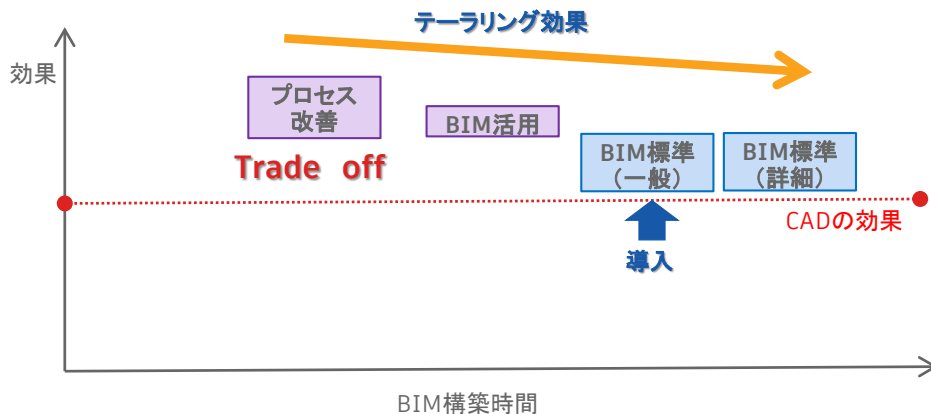 テーラリング効果
効果
プロセス
改善
BIM活用
BIM標準
（一般）
BIM標準
（詳細）
Trade off
CADの効果
導入
BIM構築時間